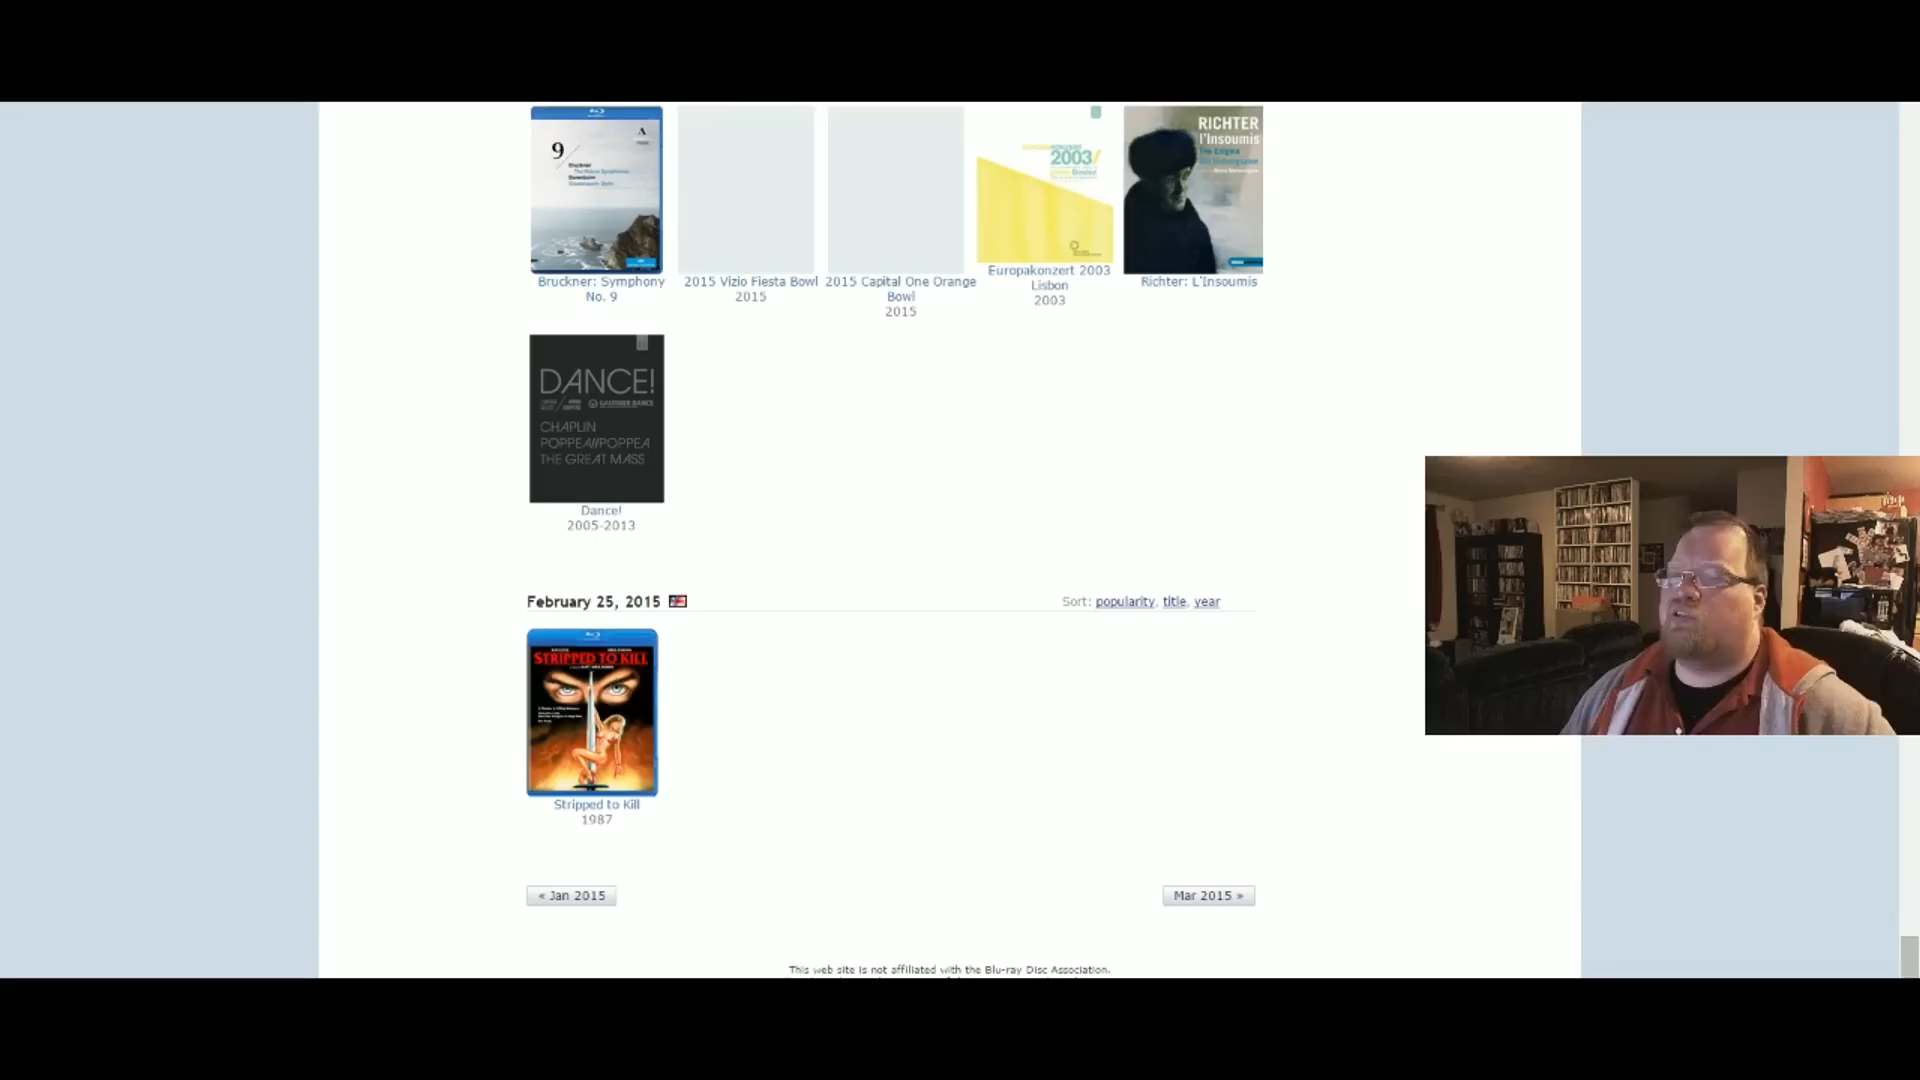 9
Bruckner
Bruckner: Symphony
No. 9
2015 Vizio Fiesta Bowl
2015
2015 Capital One Orange
Bowl
2015
2003/
Europakonzert 2003
Lisbon
2003
RICHTER
l'Insoumis
Richter: L'Insoumis
DANCE!
GAUTHIER DANCE
CHAPLIN
POPPEA//POPPEA
THE GREAT MASS
Dance!
2005-2013
February 25, 2015
Sort: popularity, title, year
STRIPPED TO KILL
Stripped to Kill
1987
« Jan 2015
Mar 2015 »
This web site is not affiliated with the Blu-ray Disc Association.